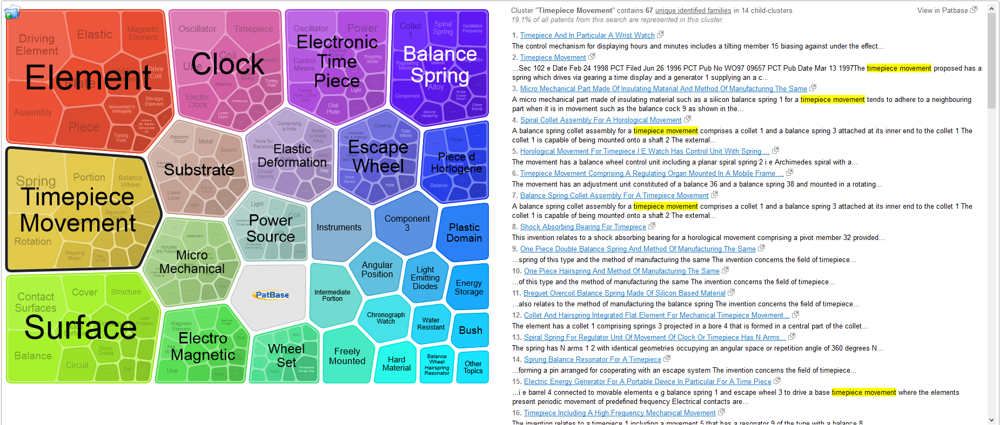 Driving
Element
Elastic
Magnetic
Element
Element
Plate
Drive
Coil
Storage
Element
Assembly
Piece
Mouvement d
Horlogerie
Arbour
26, Elastic
Structures
34
Tuning
Fork
...
Oscillator
Timepiece
Coil
Une
Magnetic
Clock
Bearing
Spring
Tuning
Fork
Electric
Clock
Hairspring
...
Lower
Layer
...
...
Oscillator
Power
Electronic
Time
Piece
Electrical
Energy
Control
Means
Stepping
Motor
...
...
Tuning
Fork, Drive
Coil
Light
...
Dial
Plate
...
...
Collet
1
Spiral
Spring
Oscillation
Frequency
Balance
Spring
Material
Regulating
Member
Magnetic
Alloy
...
Component
Single
Crystal
Silicon
(Other
topics)
Second
Hairspring
...
...
Electronic
Circuit
Metal
Second
Substrate
Lower
Layer
Driving
Circuit
...
Light
...
...
Comprising
a Hole
Metal
or Metal
Alloy
Hole for
Receiving
Elastic
Deformation
Bearing
Body
Step
Circular
Opening
...
...
Included
for a Method
Coating
Train
Wheel
Escape
Wheel
Wheel
and Pinion
Drive
Device
...
Hole
...
...
Palier
...
Piece d
Horlogerie
Magnetic
...
Balance
...
Spring
Portion
Balance
Wheel
Timepiece
Movement
Electronic
Circuit
Rotation
Stepping
Motor
Pick
up Coil
...
...
Light
...
Coil
Power
Source
Une
Timepiece
Comprising
...
Assembly
...
Includes
the Following
Micro
Mechanical
...
...
Instruments
Component
3
Plastic
Domain
Contact
Surfaces
Cover
Structure
Low
Friction
Guide
Surface
Surface
Silicon
Dioxide
...
Balance
Circuit
...
Dial
...
PatBase
Intermediate
Portion
Angular
Position
Light
Emitting
Diodes
Energy
Storage
Magnetic
Element
Ratchet
Wheel
Point
Pick
up Coil
Electro
Magnetic
Une
...
Rotor
...
Arm
...
Wheel
Set
...
Tooth
Timepiece
Wheel Set
...
Chronograph
Watch
Water
Resistant
Bush
Freely
Mounted
Hard
Material
Balance
Wheel
Hairspring
Resonator
Other
Topics
Cluster "Timepiece Movement" contains 67 unique identified families in 14 child-clusters.
View in Patbase
19.1% of all patents from this search are represented in this cluster.
1. Timepiece And In Particular A Wrist Watch
The control mechanism for displaying hours and minutes includes a tilting member 15 biasing against under the effect...
2. Timepiece Movement
...Sec 102 e Date Feb 24 1998 PCT Filed Jun 26 1996 PCT Pub No WO97 09657 PCT Pub Date Mar 13 1997The timepiece movement proposed has a
spring which drives via gearing a time display and a generator 1 supplying an a c...
3. Micro Mechanical Part Made Of Insulating Material And Method Of Manufacturing The Same
A micro mechanical part made of insulating material such as a silicon balance spring 1 for a timepiece movement tends to adhere to a neighbouring
part when it is in movement such as the balance cock 9 as shown in the...
4. Spiral Collet Assembly For A Horological Movement
A balance spring collet assembly for a timepiece movement comprises a collet 1 and a balance spring 3 attached at its inner end to the collet 1 The
collet 1 is capable of being mounted onto a shaft 2 The external...
5. Horological Movement For Timepiece I E Watch Has Control Unit With Spring ...
The movement has a balance wheel control unit including a planar spiral spring 2 i e Archimedes spiral with a...
6. Timepiece Movement Comprising A Regulating Organ Mounted In A Mobile Frame ...
The movement has an adjustment unit constituted of a balance 36 and a balance spring 38 and mounted in a rotating...
7. Balance Spring Collet Assembly For A Timepiece Movement
A balance spring collet assembly for a timepiece movement comprises a collet 1 and a balance spring 3 attached at its inner end to the collet 1 The
collet 1 is capable of being mounted onto a shaft 2 The external...
8. Shock Absorbing Bearing For Timepiece
This invention relates to a shock absorbing bearing for a horological movement comprising a pivot member 32 provided...
9. One Piece Double Balance Spring And Method Of Manufacturing The Same
...spring of this type and the method of manufacturing the same The invention concerns the field of timepiece...
10. One Piece Hairspring And Method Of Manufacturing The Same
...of this type and the method of manufacturing the same The invention concerns the field of timepiece...
11. Breguet Overcoil Balance Spring Made Of Silicon Based Material
...also relates to the method of manufacturing the balance spring The invention concerns the field of timepiece...
12. Collet And Hairspring Integrated Flat Element For Mechanical Timepiece Movement...
The element has a collet 1 comprising springs 3 projected in a bore 4 that is formed in a central part of the collet...
13. Spiral Spring For Regulator Unit Of Movement Of Clock Or Timepiece Has N Arms...
The spring has N arms 1 2 with identical geometries occupying an angular space or repetition angle of 360 degrees N...
14. Sprung Balance Resonator For A Timepiece
...forming a pin arranged for cooperating with an escape system The invention concerns the field of timepiece...
15. Electric Energy Generator For A Portable Device In Particular For A Time Piece
...i e barrel 4 connected to movable elements e g balance spring 1 and escape wheel 3 to drive a base timepiece movement where the elements
present periodic movement of predefined frequency Electrical contacts are...
16. Timepiece Including A High Frequency Mechanical Movement
The invention relates to a timepiece 1 including a movement 5 that has a resonator 9 of the type with a balance 8